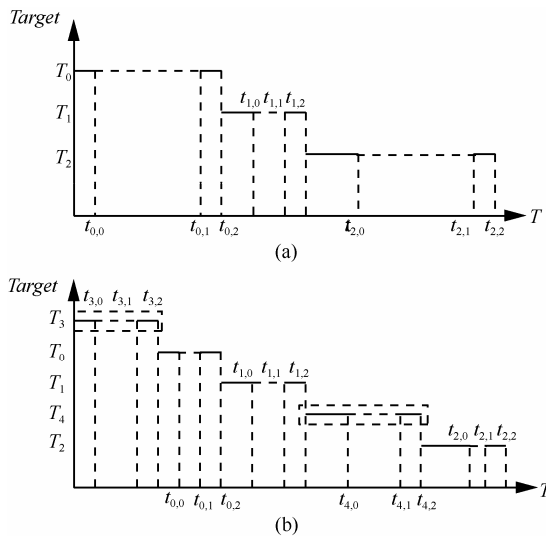 Target
T₀
t₁,₀ t₁,₁ t₁,₂
T₁
T₂
t₀,₀ t₀,₁ t₀,₂ t₂,₀ t₂,₁ t₂,₂ T
(a)
Target
t₃,₀ t₃,₁ t₃,₂
T₃
T₀
t₁,₀ t₁,₁ t₁,₂
T₁
T₄
t₂,₀ t₂,₁ t₂,₂
T₂
T
t₀,₀ t₀,₁ t₀,₂ t₄,₀ t₄,₁ t₄,₂
(b)